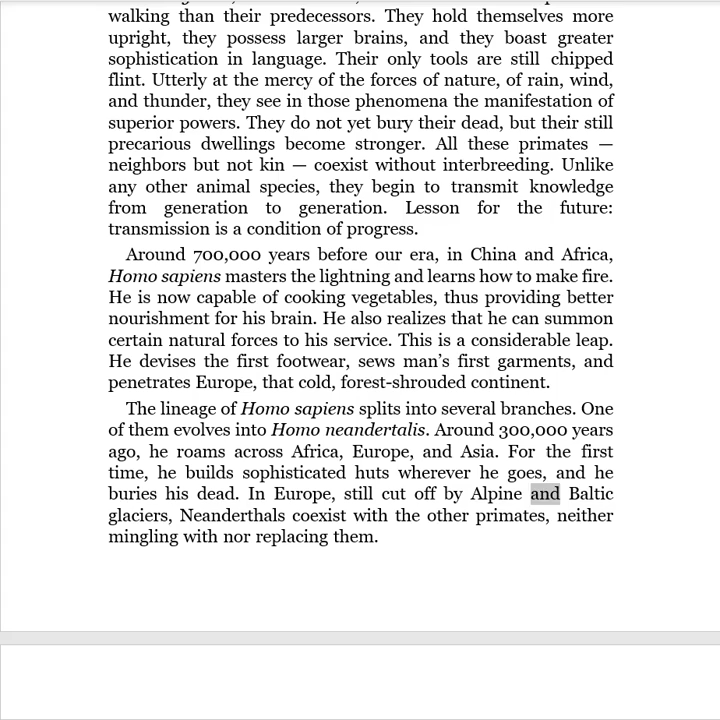 walking than their predecessors. They hold themselves more
upright, they possess larger brains, and they boast greater
sophistication in language. Their only tools are still chipped
flint. Utterly at the mercy of the forces of nature, of rain, wind,
and thunder, they see in those phenomena the manifestation of
superior powers. They do not yet bury their dead, but their still
precarious dwellings become stronger. All these primates —
neighbors but not kin — coexist without interbreeding. Unlike
any other animal species, they begin to transmit knowledge
from generation to generation. Lesson for the future:
transmission is a condition of progress.
Around 700,000 years before our era, in China and Africa,
Homo sapiens masters the lightning and learns how to make fire.
He is now capable of cooking vegetables, thus providing better
nourishment for his brain. He also realizes that he can summon
certain natural forces to his service. This is a considerable leap.
He devises the first footwear, sews man's first garments, and
penetrates Europe, that cold, forest-shrouded continent.
The lineage of Homo sapiens splits into several branches. One
of them evolves into Homo neandertalis. Around 300,000 years
ago, he roams across Africa, Europe, and Asia. For the first
time, he builds sophisticated huts wherever he goes, and he
buries his dead. In Europe, still cut off by Alpine and Baltic
glaciers, Neanderthals coexist with the other primates, neither
mingling with nor replacing them.